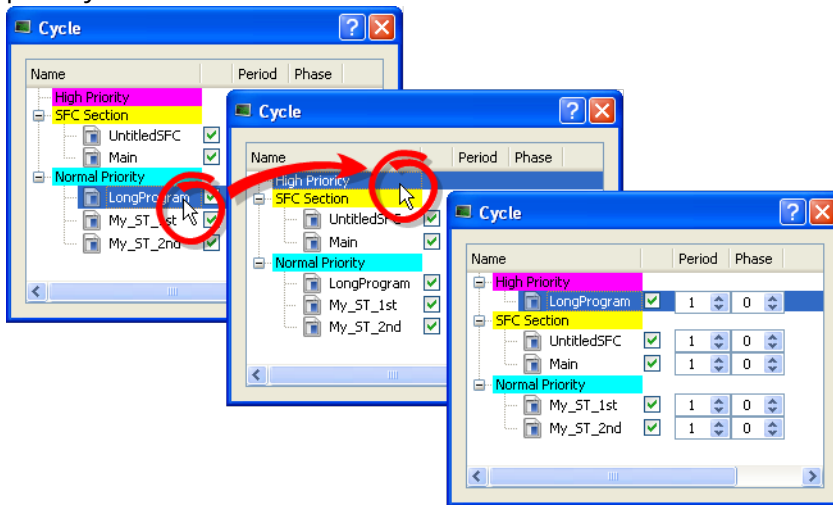 Cycle
Name Period Phase
High Priority
SFC Section
UntitledSFC
Main
Normal Priority
LongProgram
My_ST_1st
My_ST_2nd
Cycle
Name Period Phase
High Priority
SFC Section
UntitledSFC
Main
Normal Priority
LongProgram
My_ST_1st
My_ST_2nd
Cycle
Name Period Phase
High Priority
LongProgram 1 0
SFC Section
UntitledSFC 1 0
Main 1 0
Normal Priority
My_ST_1st 1 0
My_ST_2nd 1 0